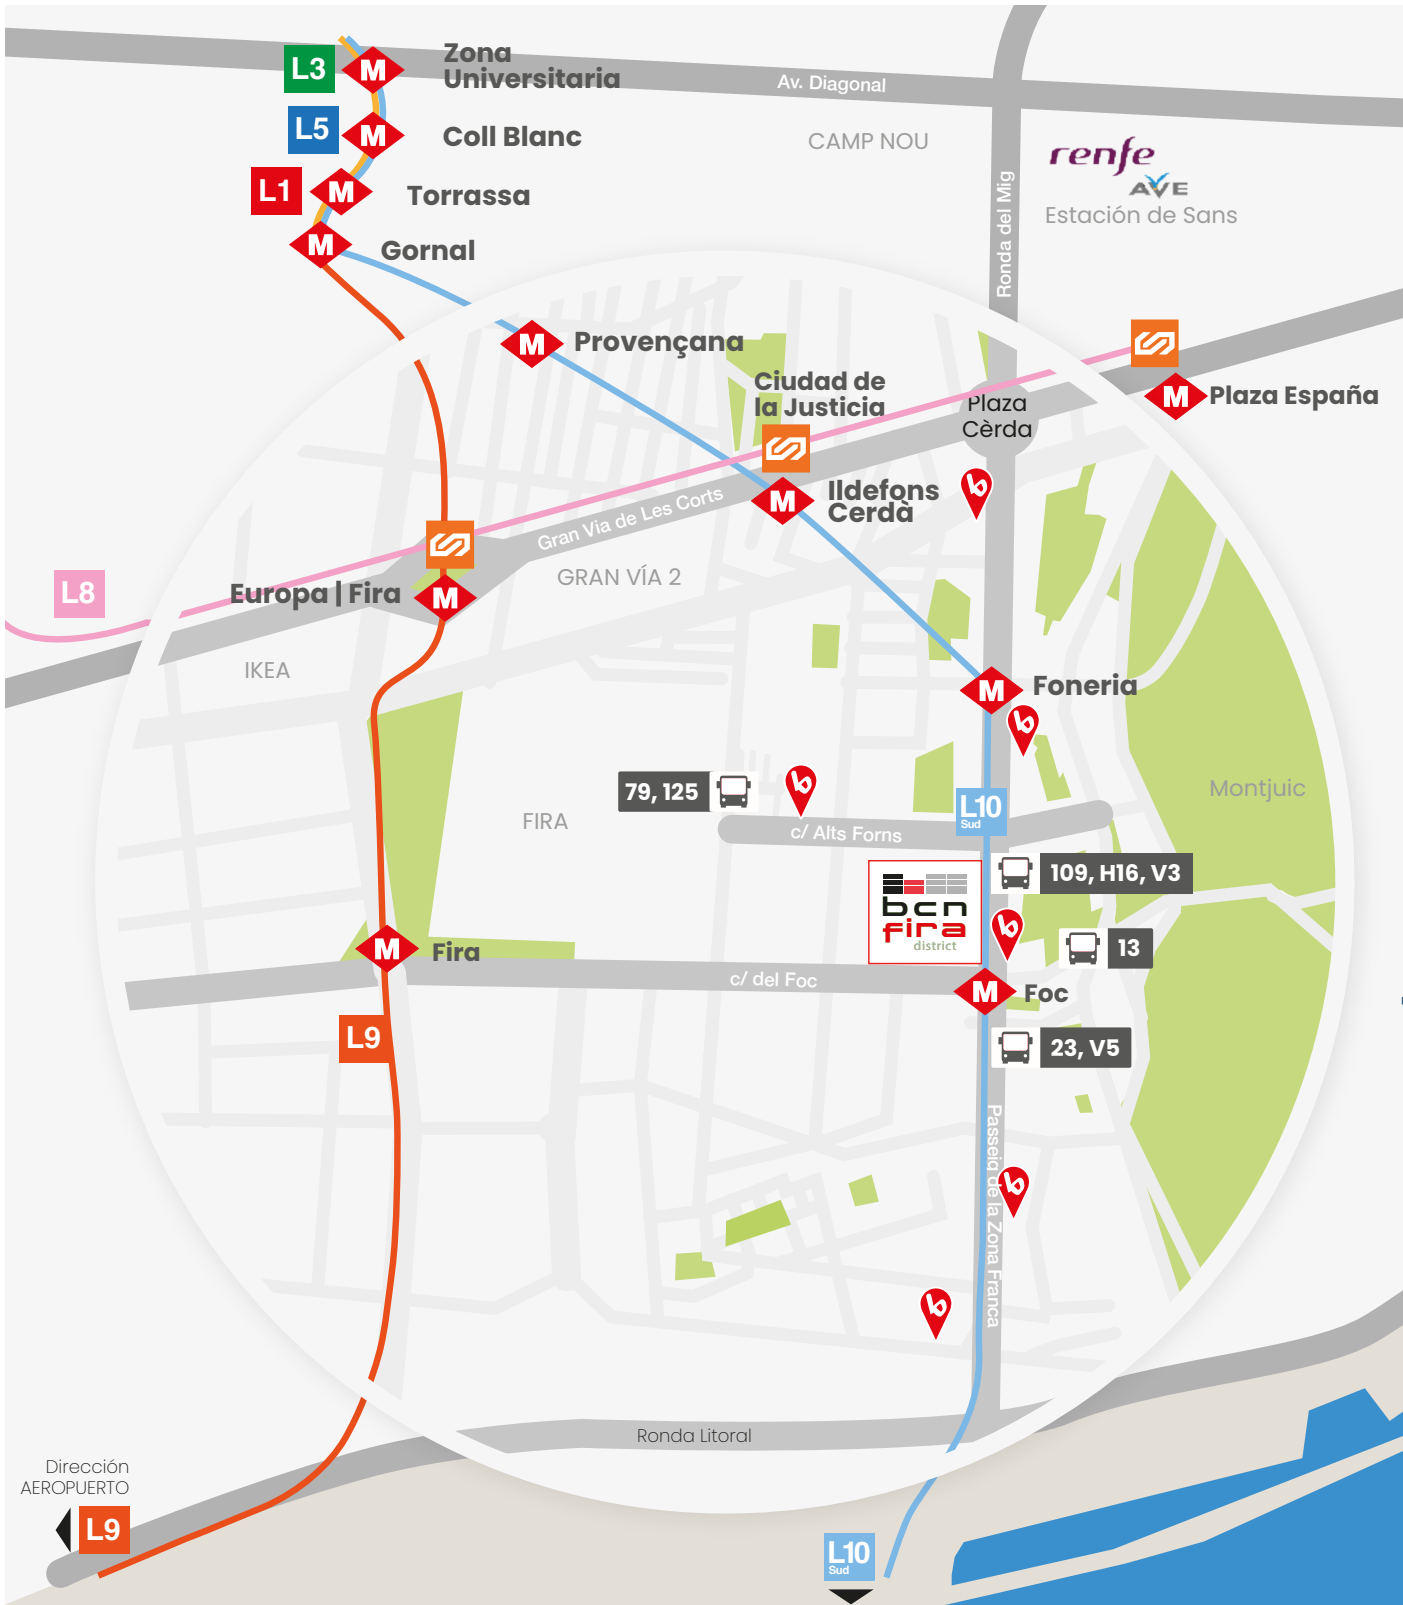 L3
Zona
Universitaria
Av. Diagonal
L5
Coll Blanc
CAMP NOU
renfe
AVE
Estación de Sans
L1
Torrassa
Gornal
Ronda del Mig
Provençana
Ciudad de
la Justicia
Plaza
Cèrda
Plaza España
Ildefons
Cerdà
Gran Via de Les Corts
GRAN VÍA 2
L8
Europa | Fira
IKEA
Foneria
79, 125
FIRA
c/ Alts Forns
L10
Sud
Montjuic
109, H16, V3
bcn
fira
district
13
Fira
c/ del Foc
Foc
L9
23, V5
Passeig de la Zona Franca
Ronda Litoral
Dirección
AEROPUERTO
L9
L10
Sud
M
M
M
M
M
M
M
M
M
M
M
M
b
b
b
b
b
b